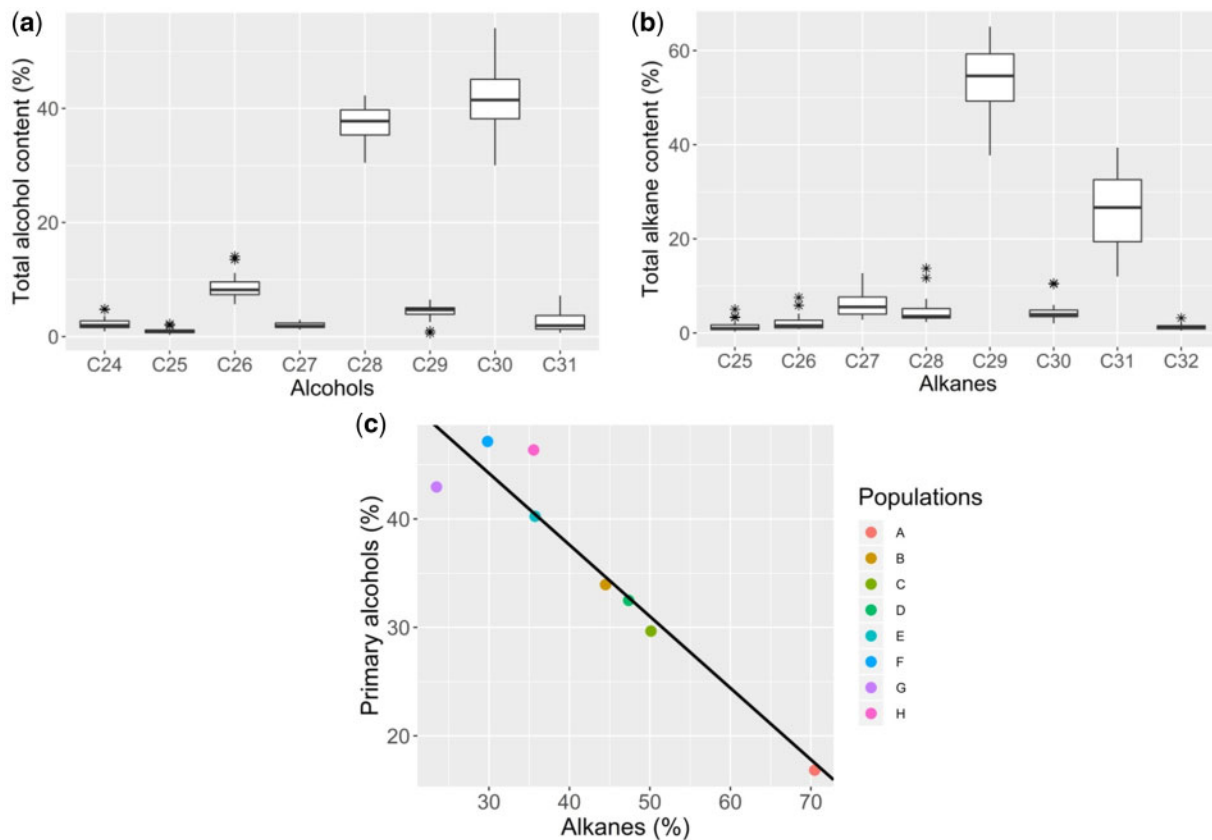 (a)
Total alcohol content (%)
40
20
0
C24 C25 C26 C27 C28 C29 C30 C31
Alcohols
(b)
Total alkane content (%)
60
40
20
0
C25 C26 C27 C28 C29 C30 C31 C32
Alkanes
(c)
Primary alcohols (%)
40
30
20
30 40 50 60 70
Alkanes (%)
Populations
A
B
C
D
E
F
G
H